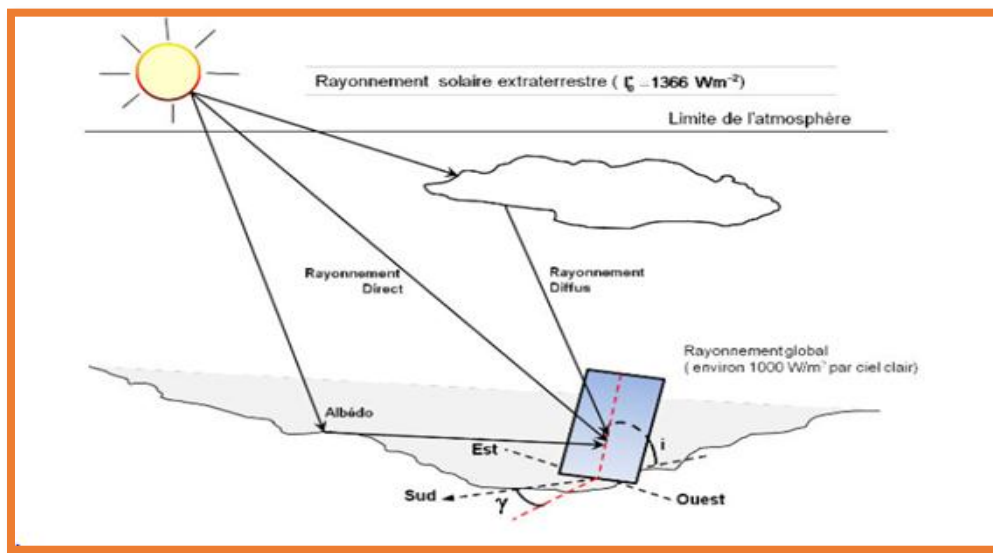 Rayonnement solaire extraterrestre ( I*₀ =1366 Wm⁻²)
Limite de l'atmosphère
Rayonnement
Direct
Rayonnement
Diffus
Rayonnement global
( environ 1000 W/m² par ciel clair)
Albédo
i
Est
Sud
γ
Ouest